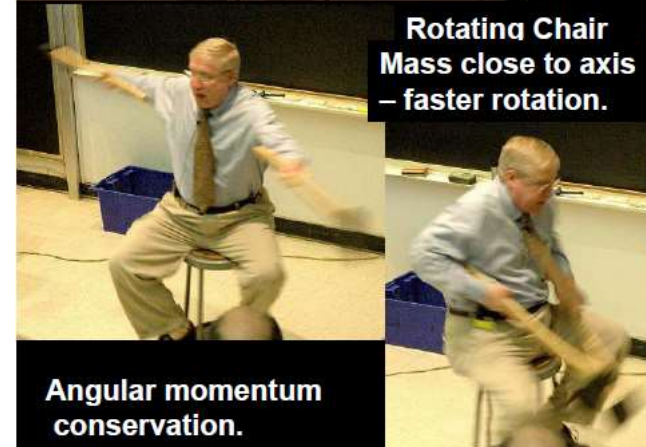 Rotating Chair
Mass close to axis
– faster rotation.
Angular momentum
conservation.